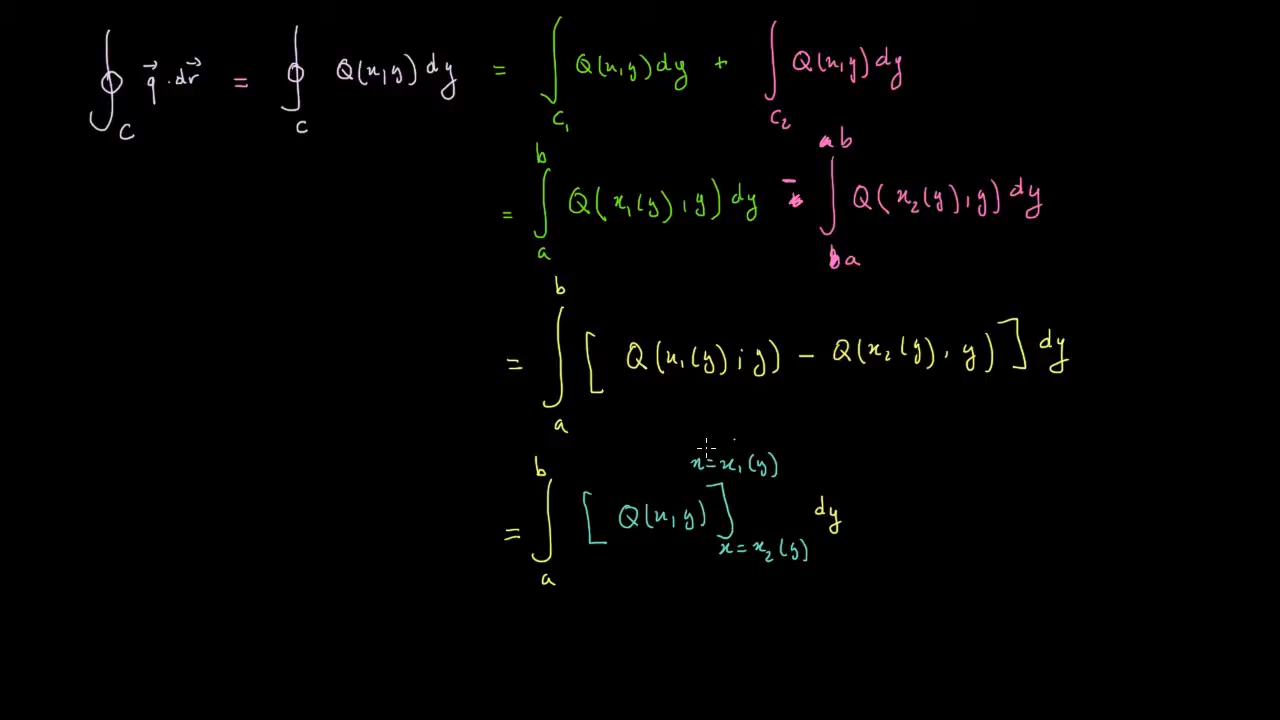 ∮_C q⃗ · dr⃗ = ∮_C Q(x,y) dy = ∫_{C₁} Q(x,y) dy + ∫_{C₂} Q(x,y) dy
= ∫_a^b Q(x₁(y), y) dy - ∫_a^b Q(x₂(y), y) dy
= ∫_a^b [ Q(x₁(y), y) - Q(x₂(y), y) ] dy
= ∫_a^b [ Q(x,y) ]_{x=x₂(y)}^{x=x₁(y)} dy